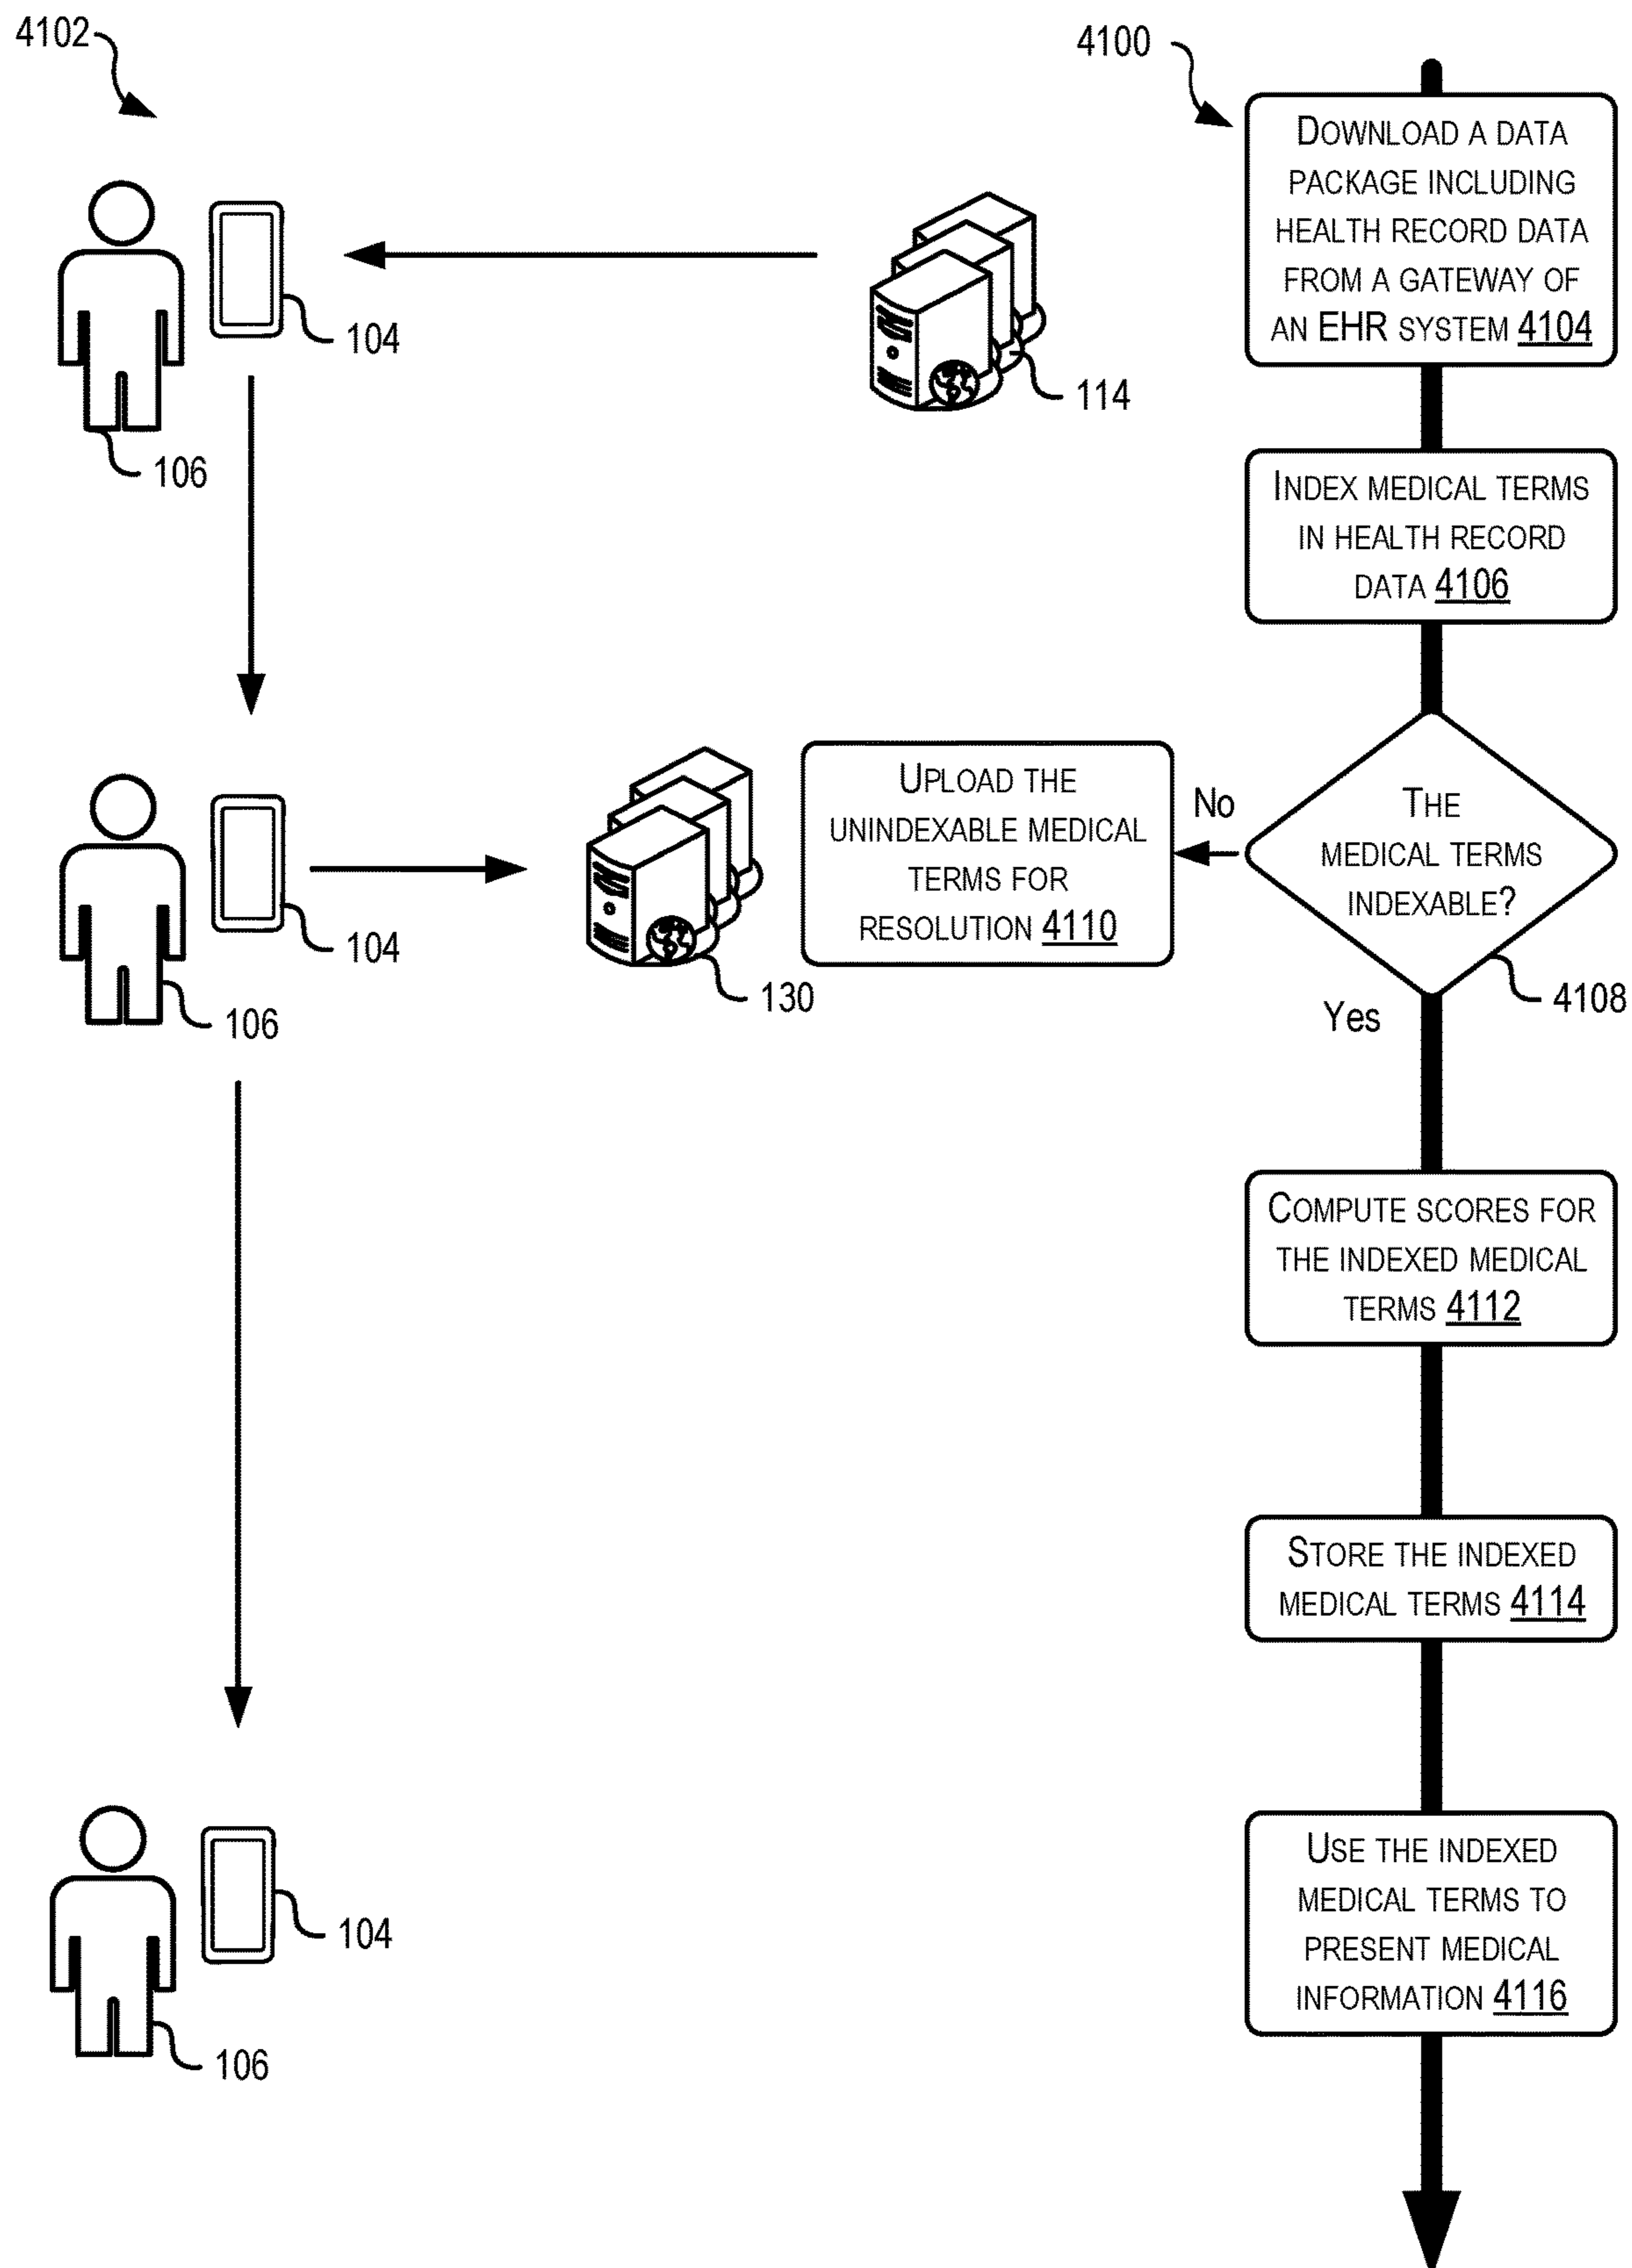 4102
4100
DOWNLOAD A DATA
PACKAGE INCLUDING
HEALTH RECORD DATA
FROM A GATEWAY OF
AN EHR SYSTEM 4104
104
114
106
INDEX MEDICAL TERMS
IN HEALTH RECORD
DATA 4106
UPLOAD THE
UNINDEXABLE MEDICAL
TERMS FOR
RESOLUTION 4110
No
THE
MEDICAL TERMS
INDEXABLE?
104
130
4108
106
Yes
COMPUTE SCORES FOR
THE INDEXED MEDICAL
TERMS 4112
STORE THE INDEXED
MEDICAL TERMS 4114
USE THE INDEXED
MEDICAL TERMS TO
PRESENT MEDICAL
INFORMATION 4116
104
106